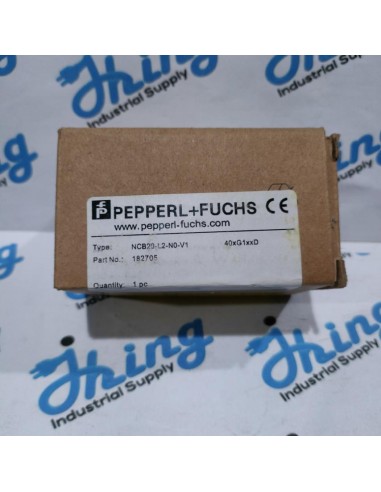 PEPPERL+FUCHS CE
www.pepperl-fuchs.com
Type: NCB20-L2-N0-V1 40xG1xxD
Part No.: 182705
Quantity: 1 pc
Jhing
Industrial Supply
Jhing
Industrial Supply
Jhing
Industrial Supply